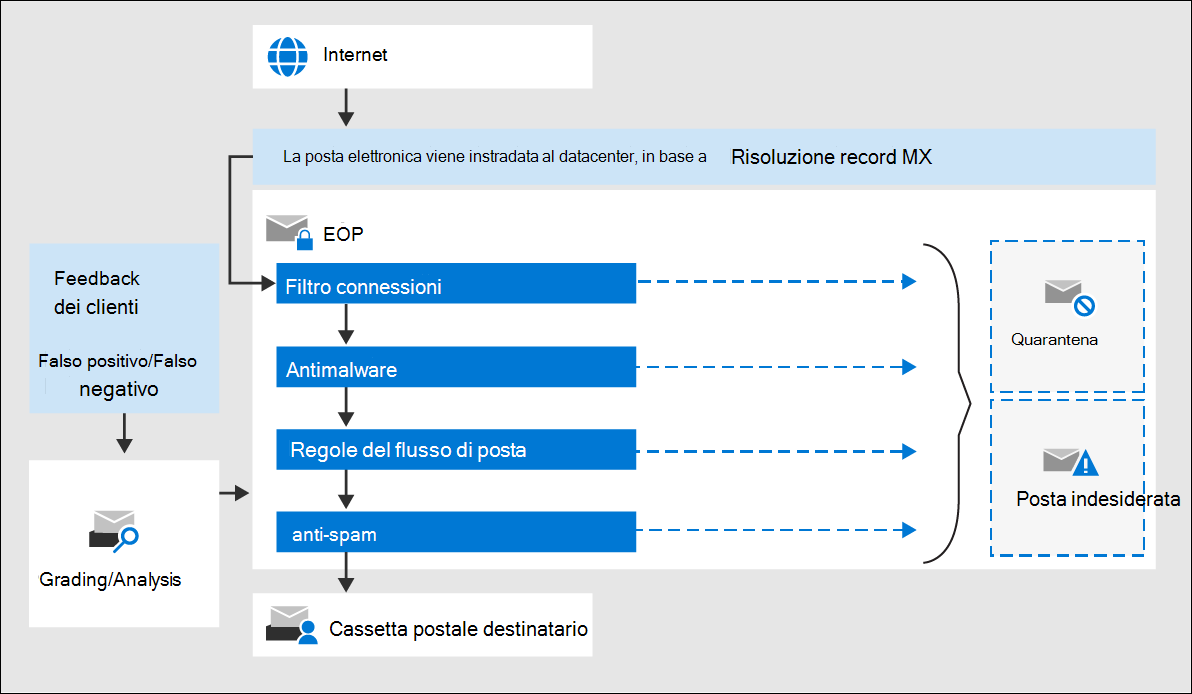 Internet
La posta elettronica viene instradata al datacenter, in base a Risoluzione record MX
EOP
Filtro connessioni
Antimalware
Regole del flusso di posta
anti-spam
Cassetta postale destinatario
Feedback
dei clienti
Falso positivo/Falso
negativo
Grading/Analysis
Quarantena
Posta indesiderata